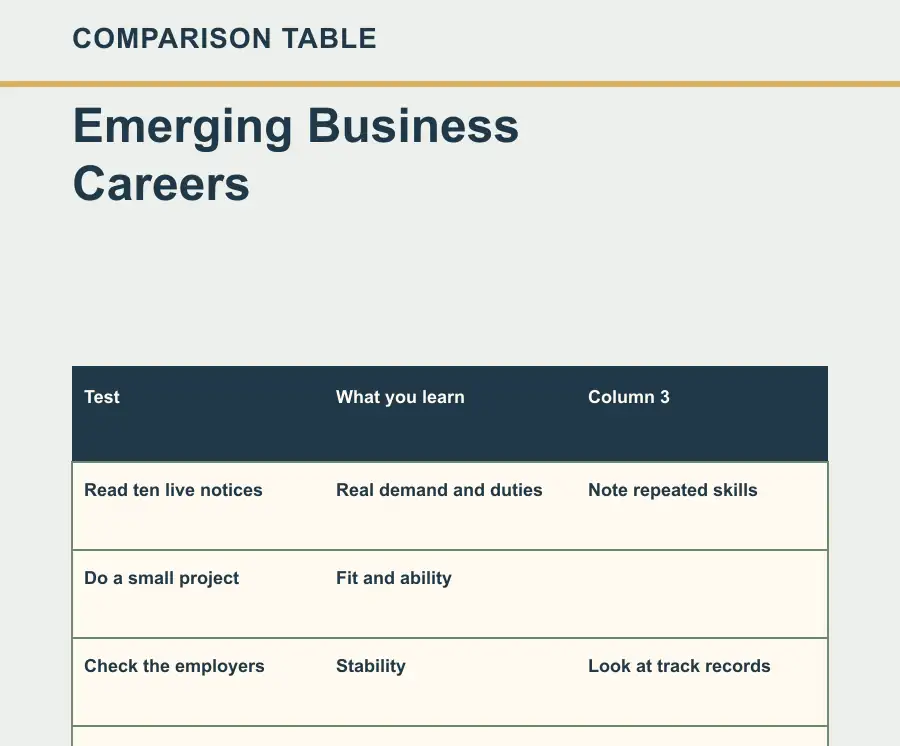 COMPARISON TABLE
Emerging Business
Careers
Test What you learn Column 3
Read ten live notices Real demand and duties Note repeated skills
Do a small project Fit and ability
Check the employers Stability Look at track records